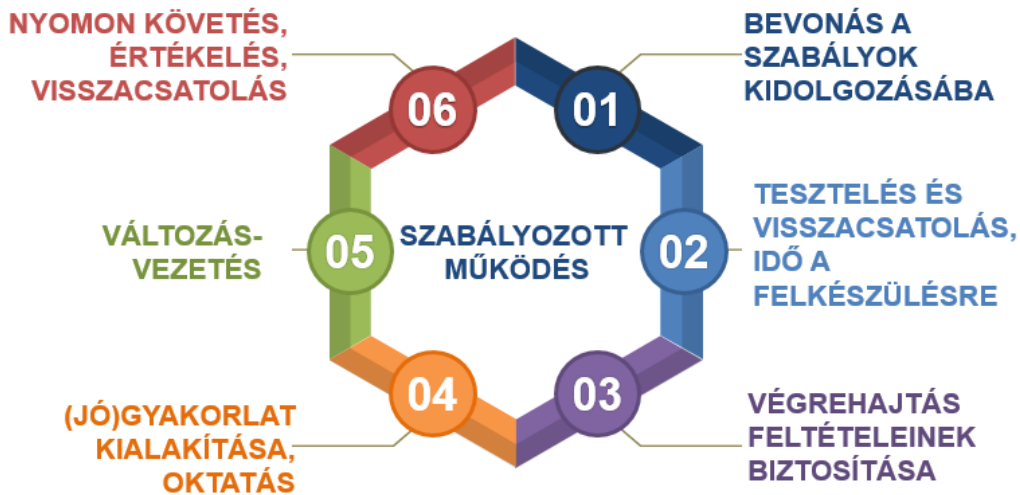 NYOMON KÖVETÉS,
ÉRTÉKELÉS,
VISSZACSATOLÁS
06
01
BEVONÁS A
SZABÁLYOK
KIDOLGOZÁSÁBA
VÁLTOZÁS-
VEZETÉS
05
SZABÁLYOZOTT
MŰKÖDÉS
02
TESZTELÉS ÉS
VISSZACSATOLÁS,
IDŐ A
FELKÉSZÜLÉSRE
(JÓ)GYAKORLAT
KIALAKÍTÁSA,
OKTATÁS
04
03
VÉGREHAJTÁS
FELTÉTELEINEK
BIZTOSÍTÁSA